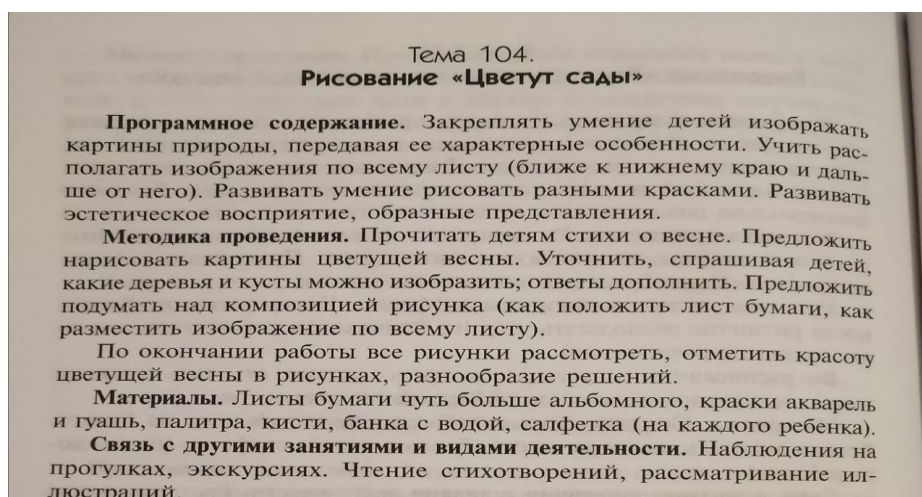 Тема 104.
Рисование «Цветут сады»
Программное содержание. Закреплять умение детей изображать
картины природы, передавая ее характерные особенности. Учить рас-
полагать изображения по всему листу (ближе к нижнему краю и даль-
ше от него). Развивать умение рисовать разными красками. Развивать
эстетическое восприятие, образные представления.
Методика проведения. Прочитать детям стихи о весне. Предложить
нарисовать картины цветущей весны. Уточнить, спрашивая детей,
какие деревья и кусты можно изобразить; ответы дополнить. Предложить
подумать над композицией рисунка (как положить лист бумаги, как
разместить изображение по всему листу).
По окончании работы все рисунки рассмотреть, отметить красоту
цветущей весны в рисунках, разнообразие решений.
Материалы. Листы бумаги чуть больше альбомного, краски акварель
и гуашь, палитра, кисти, банка с водой, салфетка (на каждого ребенка).
Связь с другими занятиями и видами деятельности. Наблюдения на
прогулках, экскурсиях. Чтение стихотворений, рассматривание ил-
люстраций.